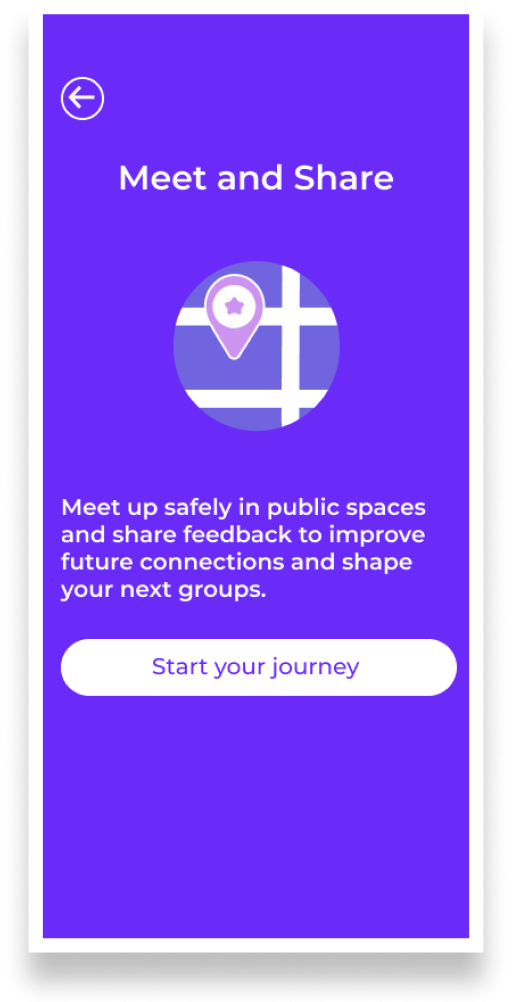 Meet and Share
Meet up safely in public spaces
and share feedback to improve
future connections and shape
your next groups.
Start your journey